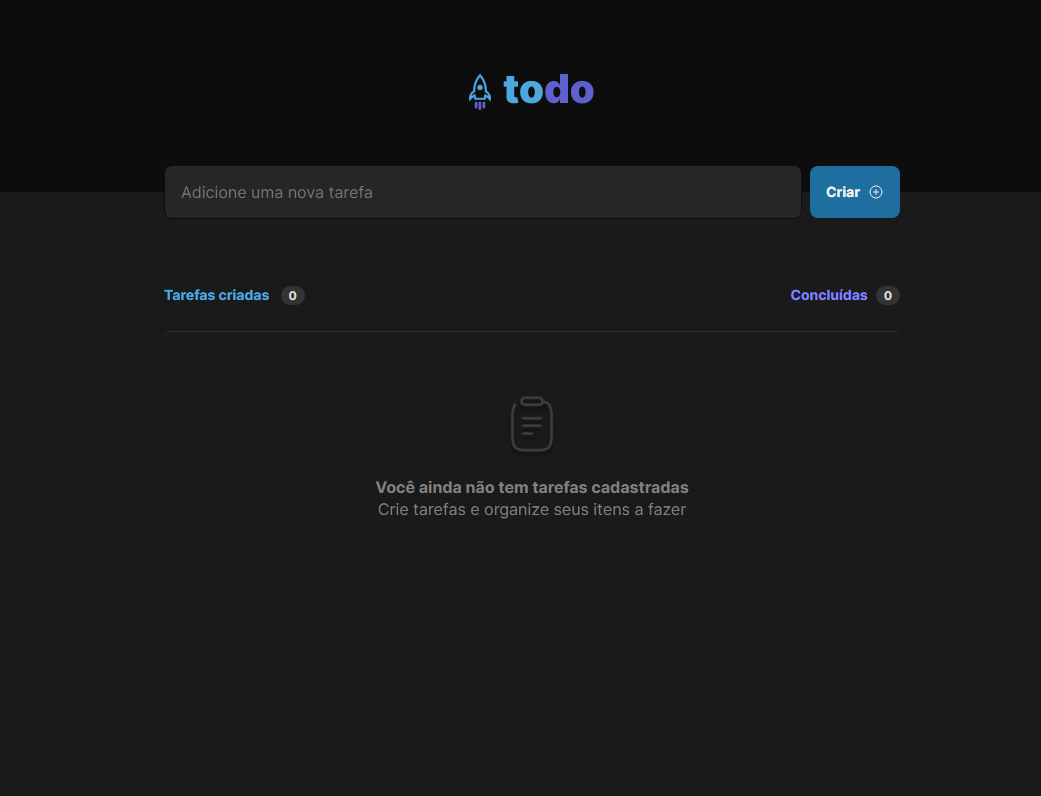 todo
Adicione uma nova tarefa
Criar
Tarefas criadas 0
Concluídas 0
Você ainda não tem tarefas cadastradas
Crie tarefas e organize seus itens a fazer